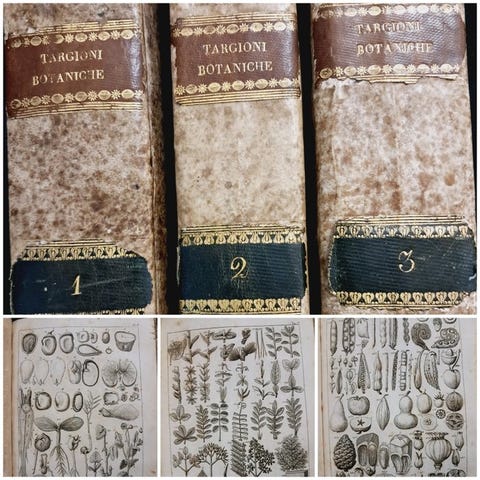 TARGIONI
BOTANICHE
1
TARGIONI
BOTANICHE
2
TARGIONI
BOTANICHE
3